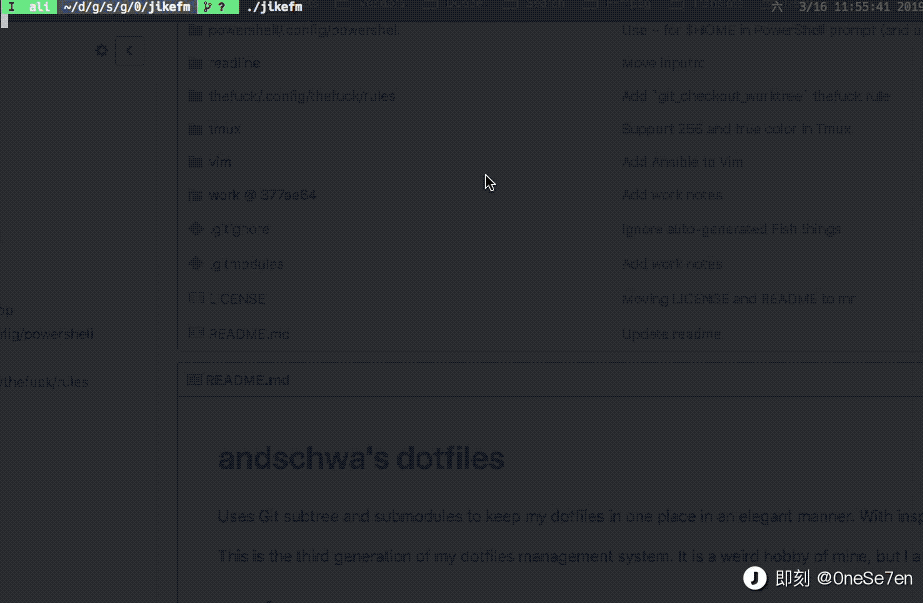 I ali ~/d/g/s/g/0/jikefm ? ./jikefm 六 3/16 11:55:41 2019
powershell/.config/powershell Use ~ for $HOME in PowerShell prompt (and a
readline Move inputrc
thefuck/.config/thefuck/rules Add `git_checkout_worktree` thefuck rule
tmux Support 256 and true color in Tmux
vim Add Ansible to Vim
work @ 377ae84 Add work notes
.gitignore Ignore auto-generated Fish things
.gitmodules Add work notes
LICENSE Moving LICENSE and README to mr
README.md Update readme
nfig/powershell
/thefuck/rules
README.md
andschwa's dotfiles
Uses Git subtree and submodules to keep my dotfiles in one place in an elegant manner. With insp
This is the third generation of my dotfiles management system. It is a weird hobby of mine, but I a
即刻 @OneSe7en